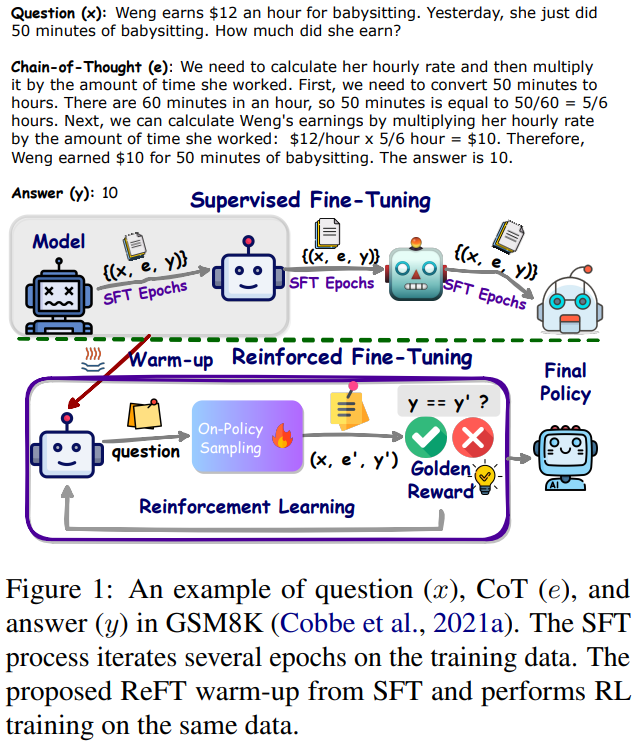 Question (x): Weng earns $12 an hour for babysitting. Yesterday, she just did
50 minutes of babysitting. How much did she earn?
Chain-of-Thought (e): We need to calculate her hourly rate and then multiply
it by the amount of time she worked. First, we need to convert 50 minutes to
hours. There are 60 minutes in an hour, so 50 minutes is equal to 50/60 = 5/6
hours. Next, we can calculate Weng's earnings by multiplying her hourly rate
by the amount of time she worked: $12/hour x 5/6 hour = $10. Therefore,
Weng earned $10 for 50 minutes of babysitting. The answer is 10.
Answer (y): 10
Supervised Fine-Tuning
Model
{(x, e, y)}
SFT Epochs
{(x, e, y)}
SFT Epochs
{(x, e, y)}
SFT Epochs
Warm-up
Reinforced Fine-Tuning
Final
Policy
question
On-Policy
Sampling
(x, e', y')
y == y' ?
Golden
Reward
Reinforcement Learning
AI
Figure 1: An example of question (x), CoT (e), and
answer (y) in GSM8K (Cobbe et al., 2021a). The SFT
process iterates several epochs on the training data. The
proposed ReFT warm-up from SFT and performs RL
training on the same data.